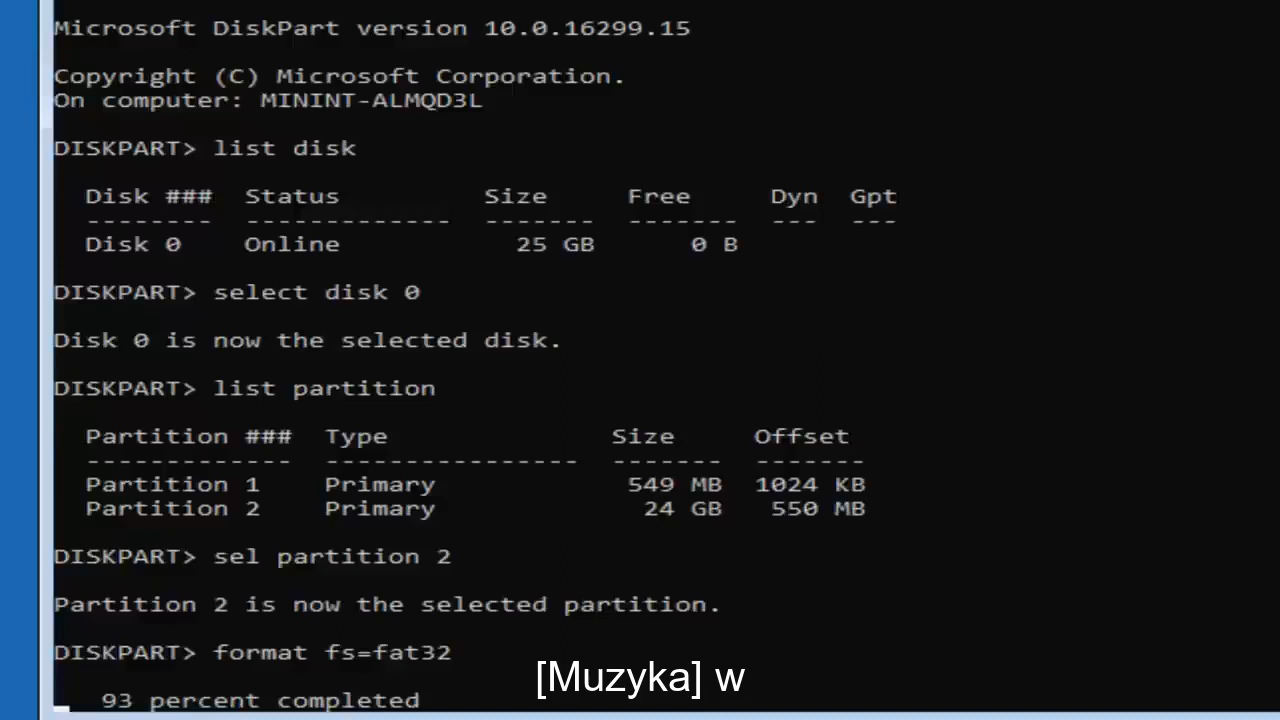 Microsoft DiskPart version 10.0.16299.15
Copyright (C) Microsoft Corporation.
On computer: MININT-ALMQD3L
DISKPART> list disk
Disk ###  Status         Size     Free     Dyn  Gpt
--------  -------------  -------  -------  ---  ---
Disk 0    Online           25 GB      0 B
DISKPART> select disk 0
Disk 0 is now the selected disk.
DISKPART> list partition
Partition ###  Type              Size     Offset
-------------  ----------------  -------  -------
Partition 1    Primary            549 MB  1024 KB
Partition 2    Primary             24 GB   550 MB
DISKPART> sel partition 2
Partition 2 is now the selected partition.
DISKPART> format fs=fat32
[Muzyka] w
93 percent completed